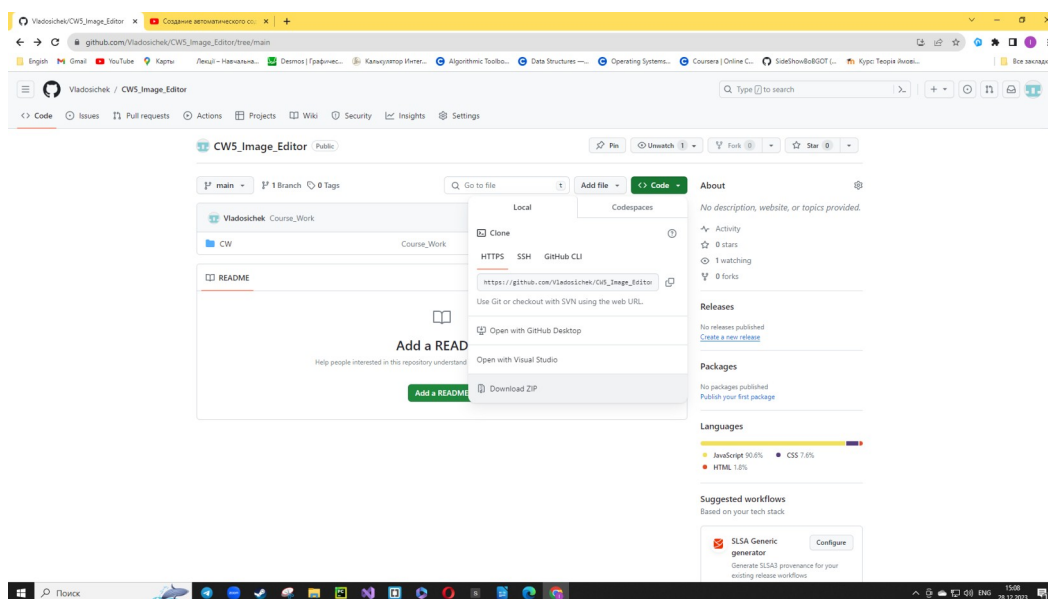 Vladosichek/CW5_Image_Editor
Создание автоматического со
github.com/Vladosichek/CW5_Image_Editor/tree/main
Engish Gmail YouTube Карты Лекції – Навчальна... Desmos | Графичес... Калькулятор Интег... Algorithmic Toolbo... Data Structures —... Operating Systems... Coursera | Online C... SideShowBoBGOT (... Курс: Теорія ймові... Все закладки
Vladosichek / CW5_Image_Editor
Type / to search
Code Issues Pull requests Actions Projects Wiki Security Insights Settings
CW5_Image_Editor Public
Pin Unwatch 1 Fork 0 Star 0
main 1 Branch 0 Tags
Go to file t Add file Code
Vladosichek Course_Work
CW Course_Work
README
Add a READ
Help people interested in this repository understand
Add a README
Local Codespaces
Clone
HTTPS SSH GitHub CLI
https://github.com/Vladosichek/CW5_Image_Edito
Use Git or checkout with SVN using the web URL.
Open with GitHub Desktop
Open with Visual Studio
Download ZIP
About
No description, website, or topics provided.
Activity
0 stars
1 watching
0 forks
Releases
No releases published
Create a new release
Packages
No packages published
Publish your first package
Languages
JavaScript 90.6% CSS 7.6%
HTML 1.8%
Suggested workflows
Based on your tech stack
SLSA Generic
generator
Configure
Generate SLSA3 provenance for your
existing release workflows
Поиск
ENG
15:08
28.12.2023